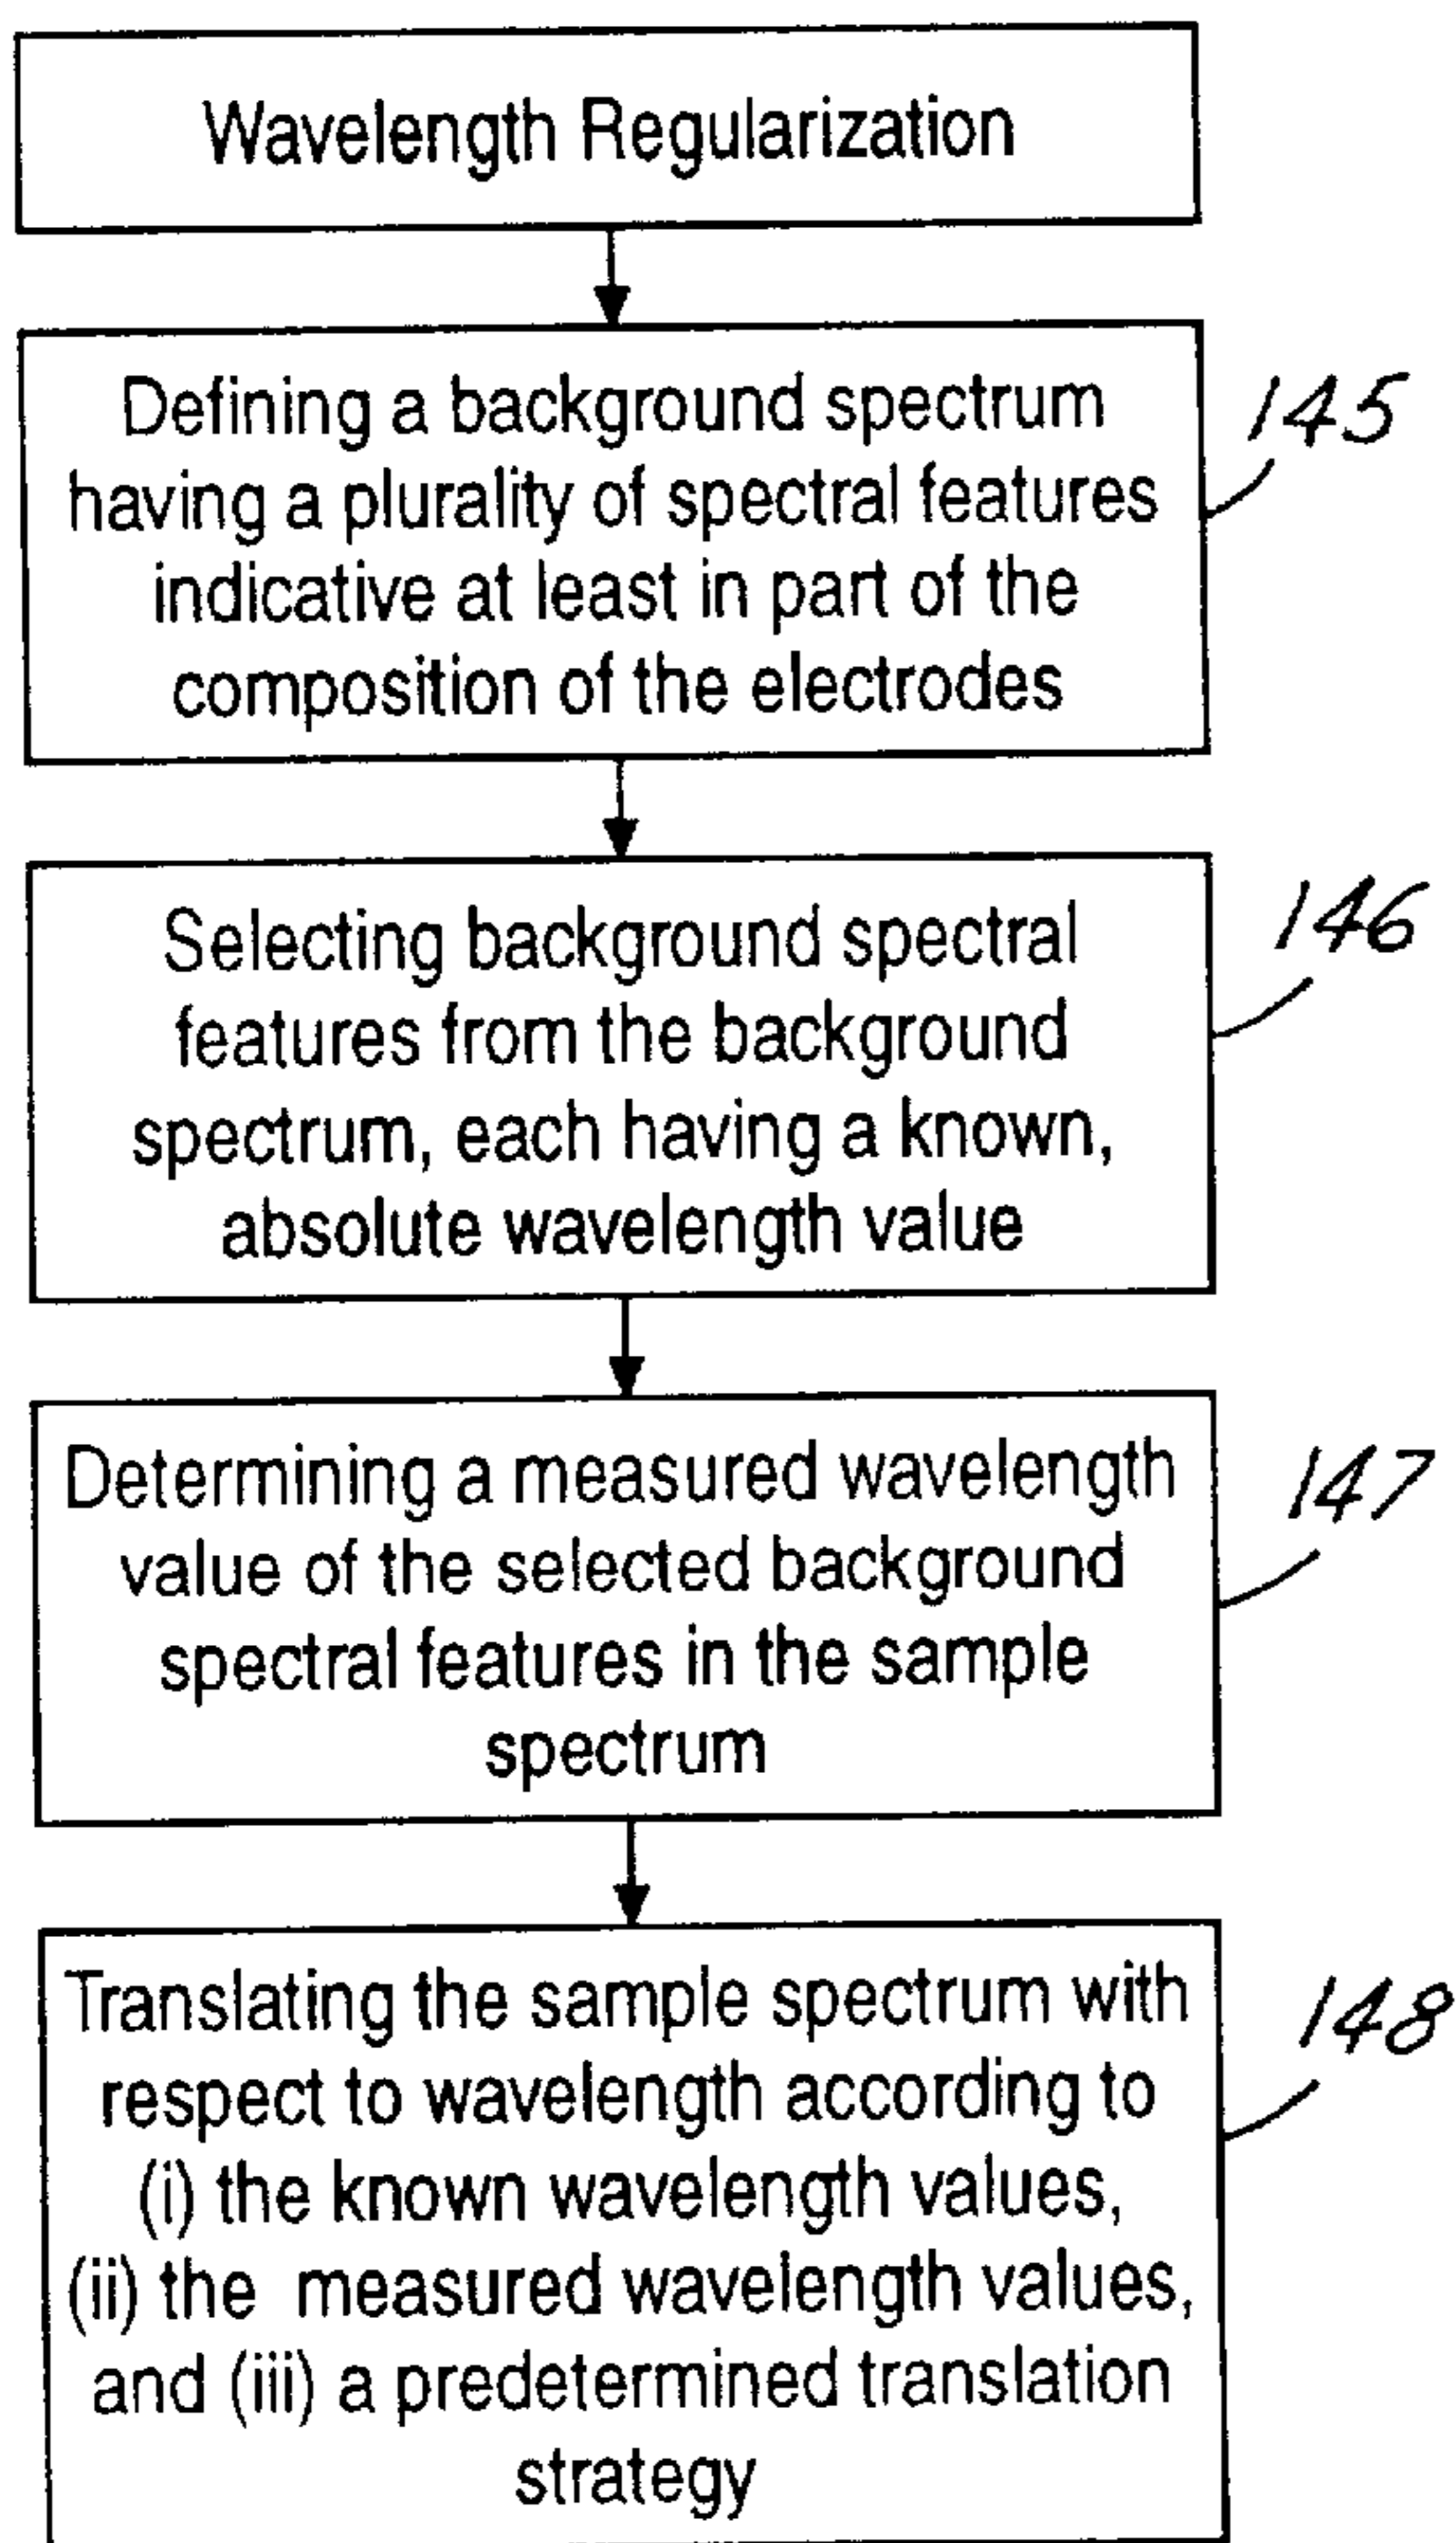 Wavelength Regularization
Defining a background spectrum
having a plurality of spectral features
indicative at least in part of the
composition of the electrodes
145
Selecting background spectral
features from the background
spectrum, each having a known,
absolute wavelength value
146
Determining a measured wavelength
value of the selected background
spectral features in the sample
spectrum
147
Translating the sample spectrum with
respect to wavelength according to
(i) the known wavelength values,
(ii) the measured wavelength values,
and (iii) a predetermined translation
strategy
148